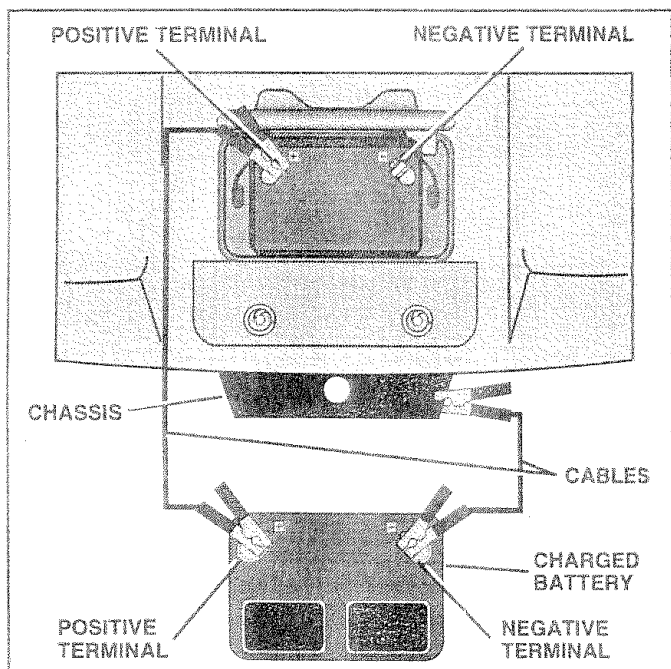 POSITIVE TERMINAL
NEGATIVE TERMINAL
CHASSIS
CABLES
CHARGED
BATTERY
POSITIVE
TERMINAL
NEGATIVE
TERMINAL